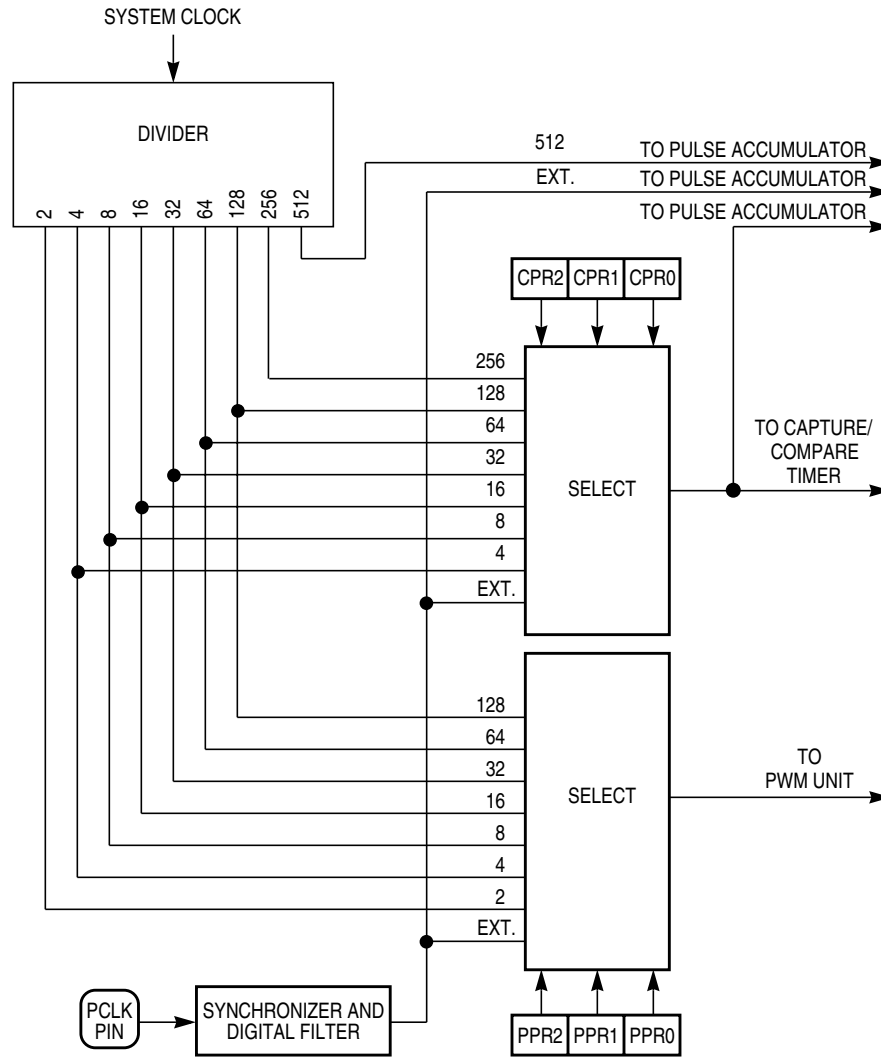 SYSTEM CLOCK
DIVIDER
2 4 8 16 32 64 128 256 512
512 TO PULSE ACCUMULATOR
EXT. TO PULSE ACCUMULATOR
TO PULSE ACCUMULATOR
CPR2 CPR1 CPR0
256
128
64
32
16
8
4
EXT.
SELECT
TO CAPTURE/
COMPARE
TIMER
128
64
32
16
8
4
2
EXT.
SELECT
TO
PWM UNIT
PCLK
PIN
SYNCHRONIZER AND
DIGITAL FILTER
PPR2 PPR1 PPR0